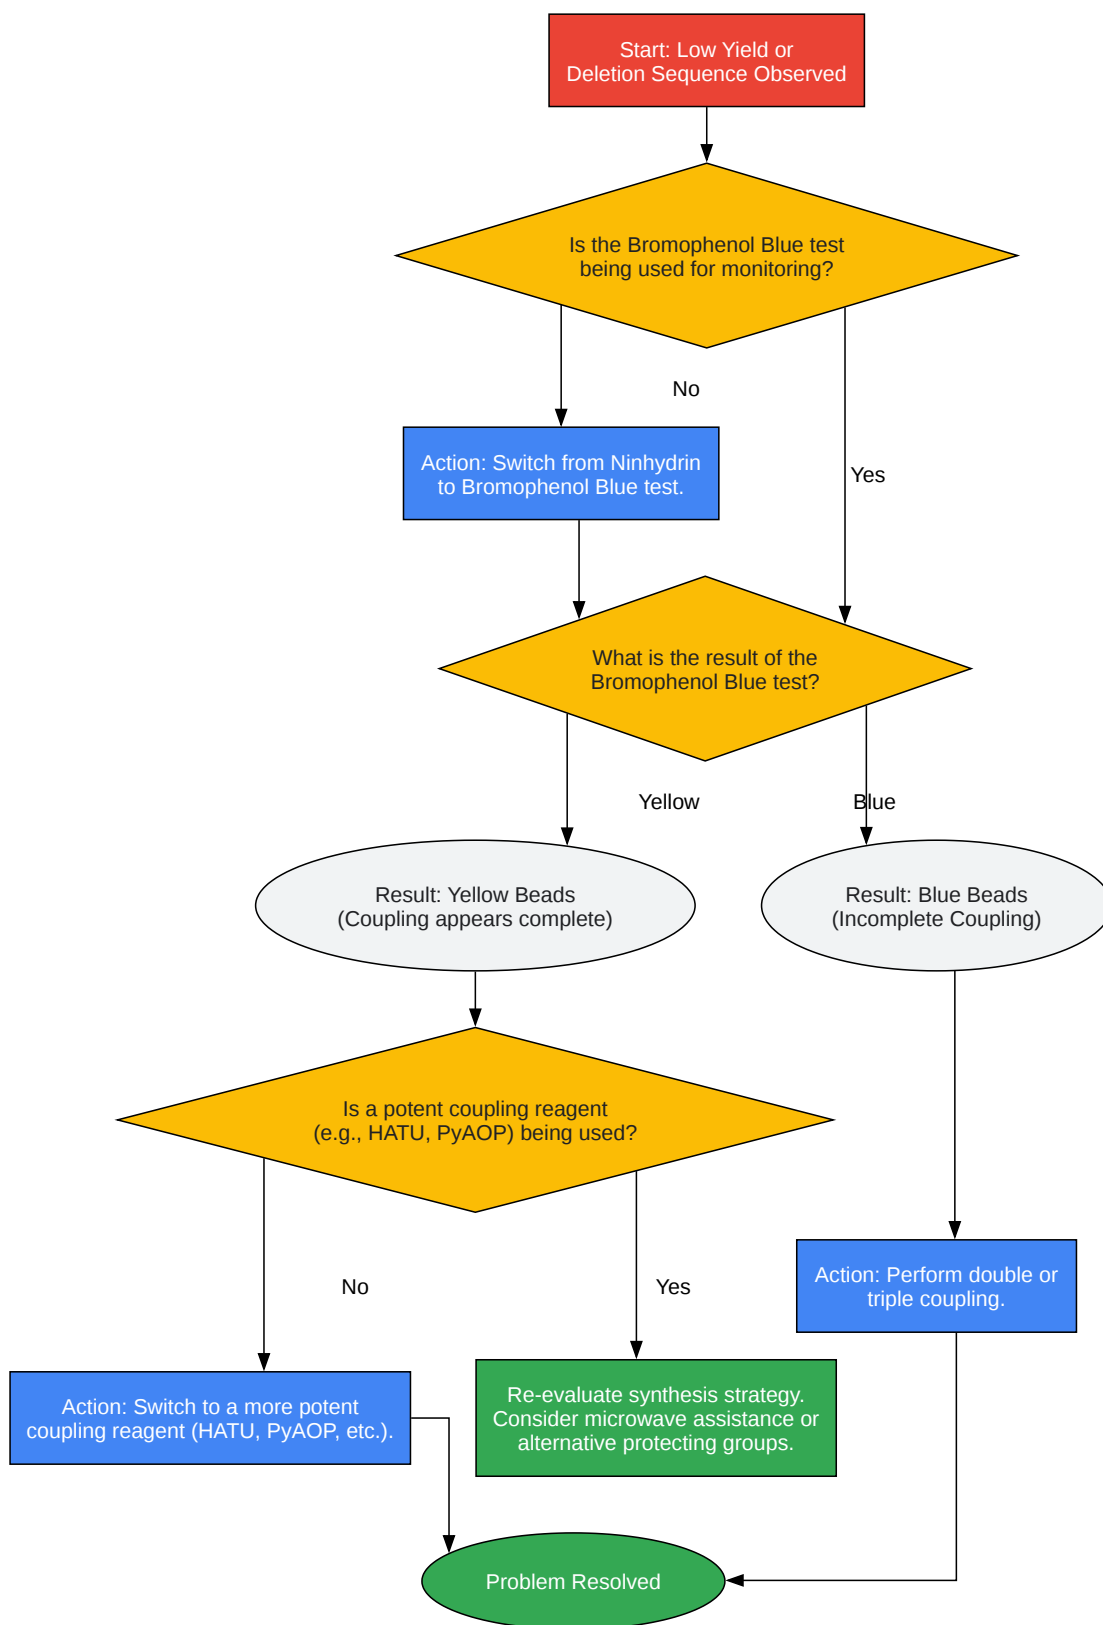 Start: Low Yield or
Deletion Sequence Observed
Is the Bromophenol Blue test
being used for monitoring?
No
Action: Switch from Ninhydrin
to Bromophenol Blue test.
Yes
What is the result of the
Bromophenol Blue test?
Yellow
Blue
Result: Yellow Beads
(Coupling appears complete)
Result: Blue Beads
(Incomplete Coupling)
Is a potent coupling reagent
(e.g., HATU, PyAOP) being used?
No
Yes
Action: Perform double or
triple coupling.
Action: Switch to a more potent
coupling reagent (HATU, PyAOP, etc.).
Re-evaluate synthesis strategy.
Consider microwave assistance or
alternative protecting groups.
Problem Resolved